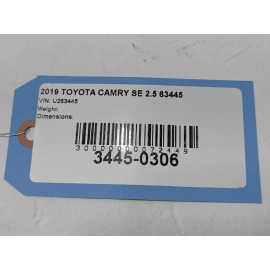 2019 TOYOTA CAMRY SE 2.5 63445
VIN: U263445
Weight:
Dimensions:
3000000072449
3445-0306